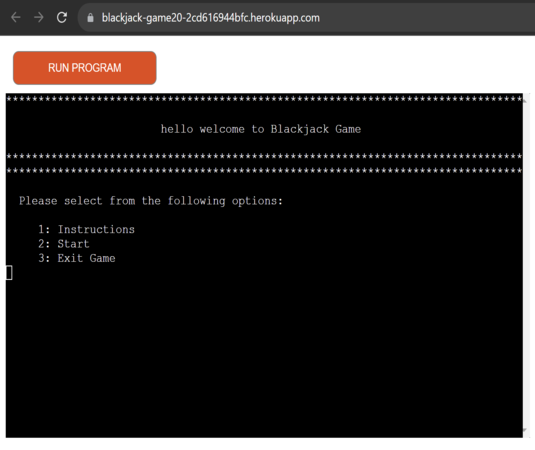 blackjack-game20-2cd616944bfc.herokuapp.com
RUN PROGRAM
********************************************************************************
hello welcome to Blackjack Game
********************************************************************************
********************************************************************************
Please select from the following options:
1: Instructions
2: Start
3: Exit Game